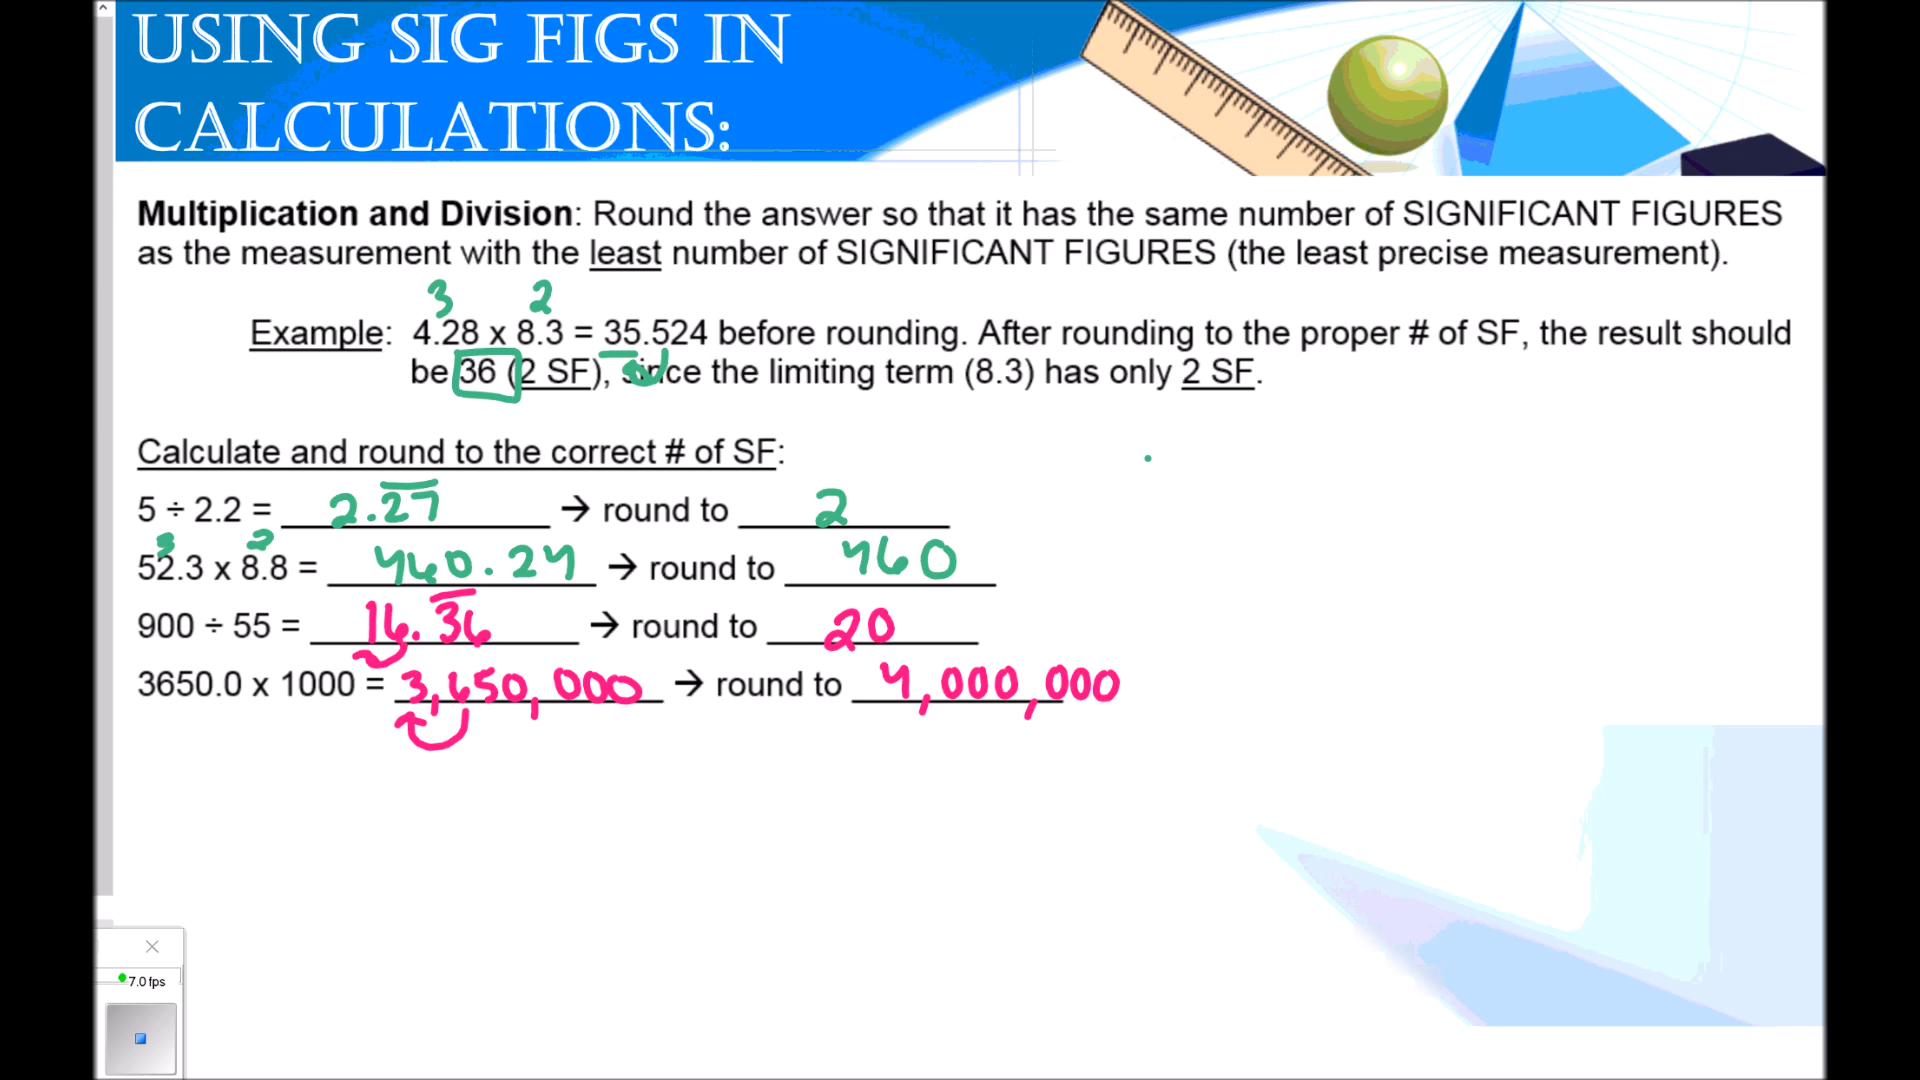 USING SIG FIGS IN
CALCULATIONS:
Multiplication and Division: Round the answer so that it has the same number of SIGNIFICANT FIGURES
as the measurement with the least number of SIGNIFICANT FIGURES (the least precise measurement).
3 2
Example: 4.28 x 8.3 = 35.524 before rounding. After rounding to the proper # of SF, the result should
be 36 (2 SF), since the limiting term (8.3) has only 2 SF.
Calculate and round to the correct # of SF:
5 ÷ 2.2 = 2.27 → round to 2
3 2
52.3 x 8.8 = 460.24 → round to 460
900 ÷ 55 = 16.36 → round to 20
3650.0 x 1000 = 3,650,000 → round to 4,000,000
7.0 fps